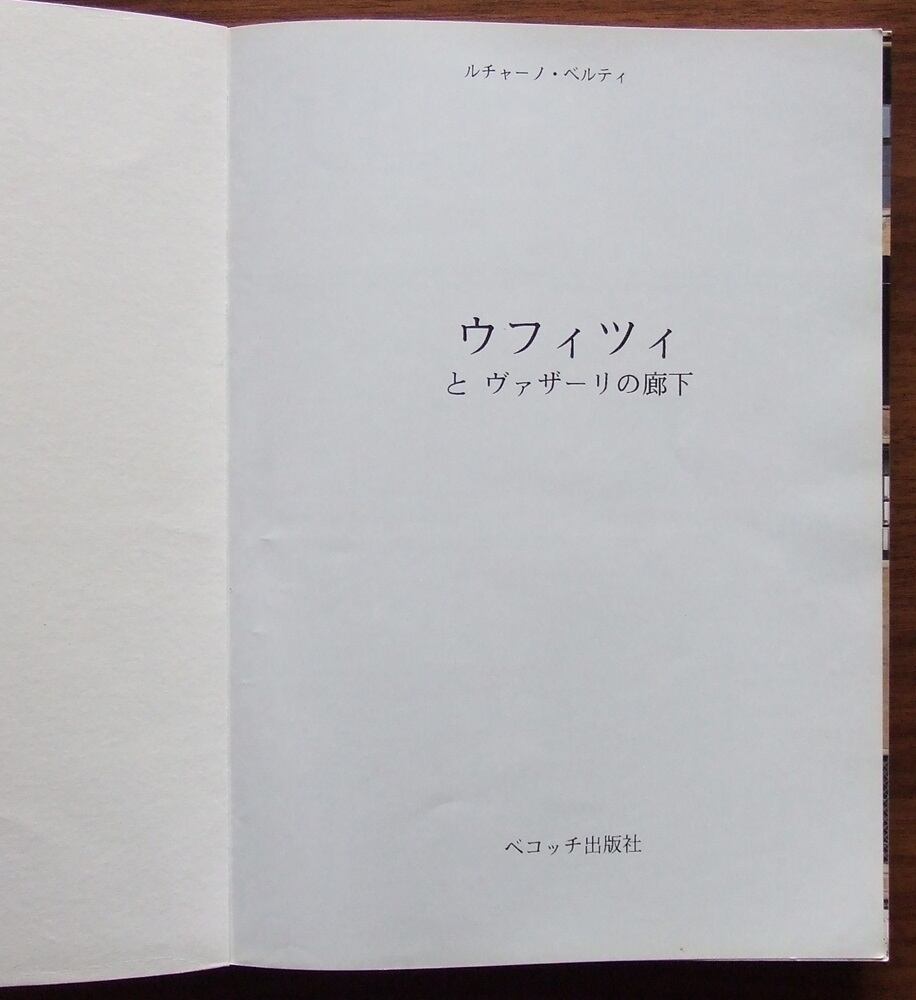 ルチャーノ・ベルティ
ウフィツィ
と ヴァザーリの廊下
ベコッチ出版社